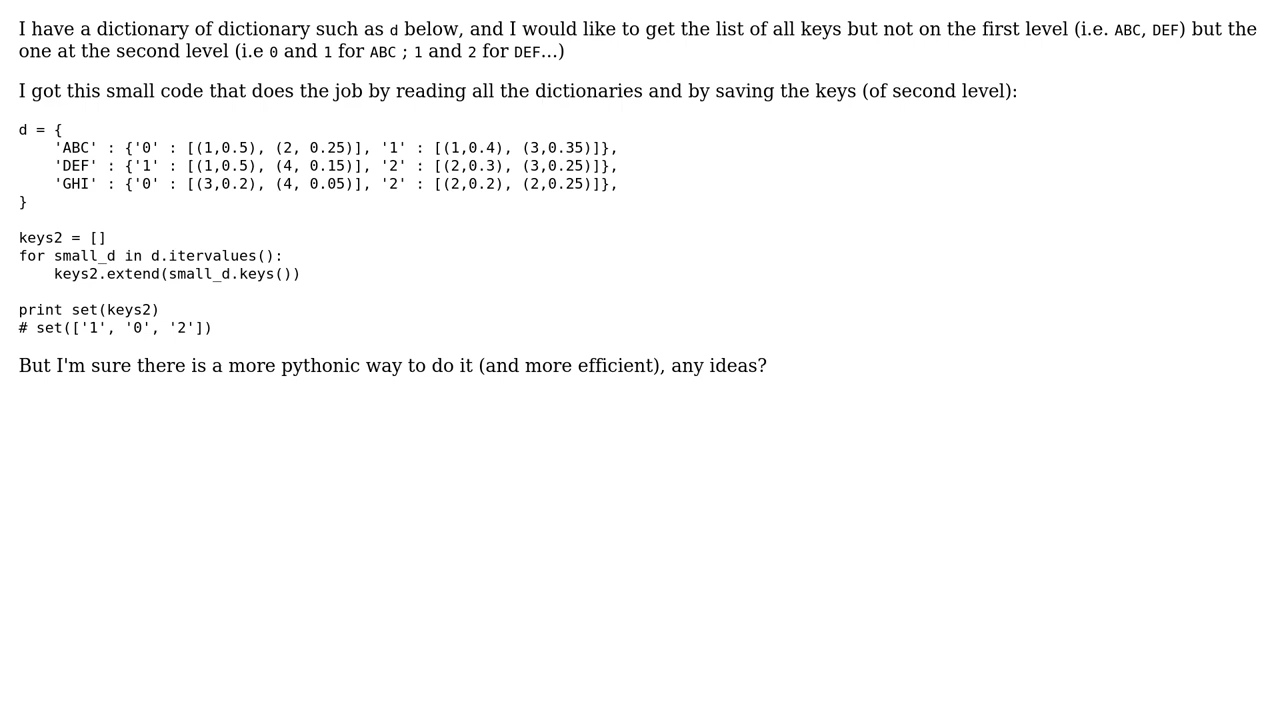 I have a dictionary of dictionary such as d below, and I would like to get the list of all keys but not on the first level (i.e. ABC, DEF) but the
one at the second level (i.e 0 and 1 for ABC ; 1 and 2 for DEF...)
I got this small code that does the job by reading all the dictionaries and by saving the keys (of second level):
d = {
    'ABC' : {'0' : [(1,0.5), (2, 0.25)], '1' : [(1,0.4), (3,0.35)]},
    'DEF' : {'1' : [(1,0.5), (4, 0.15)], '2' : [(2,0.3), (3,0.25)]},
    'GHI' : {'0' : [(3,0.2), (4, 0.05)], '2' : [(2,0.2), (2,0.25)]},
}
keys2 = []
for small_d in d.itervalues():
    keys2.extend(small_d.keys())
print set(keys2)
# set(['1', '0', '2'])
But I'm sure there is a more pythonic way to do it (and more efficient), any ideas?